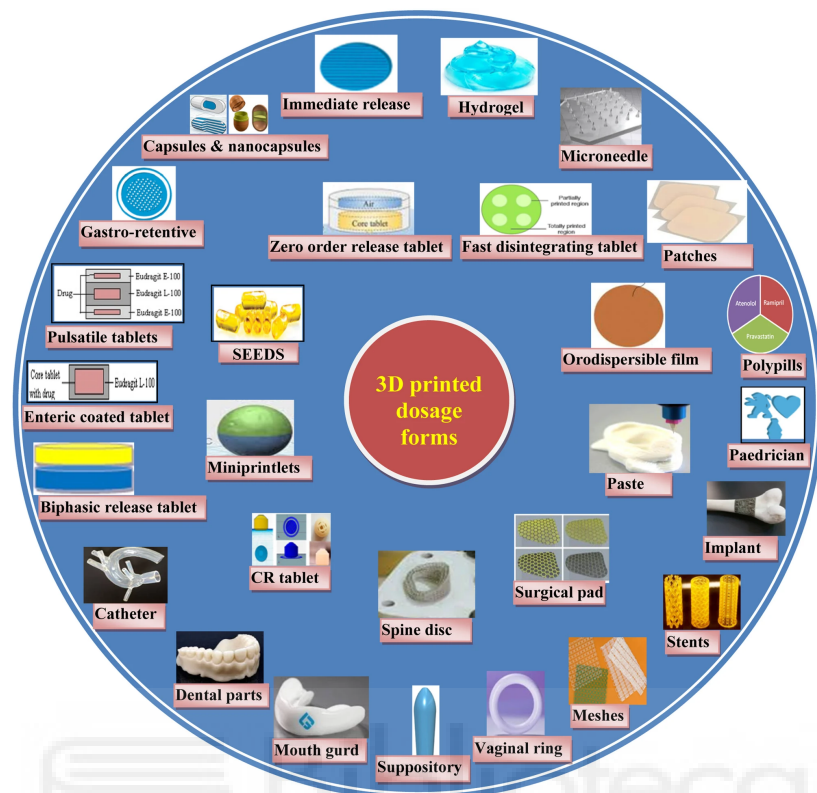 Immediate release
Hydrogel
Capsules & nanocapsules
Microneedle
Gastro-retentive
Air
Core tablet
Zero order release tablet
Partially
printed region
Totally printed
region
Fast disintegrating tablet
Patches
Drug
Eudragit E-100
Eudragit L-100
Eudragit E-100
Pulsatile tablets
SEEDS
Orodispersible film
Atenolol
Ramipril
Pravastatin
Polypills
3D printed
dosage
forms
Core tablet
with drug
Eudragit L-100
Enteric coated tablet
Miniprintlets
Paste
Paedrician
Biphasic release tablet
CR tablet
Surgical pad
Implant
Catheter
Spine disc
Stents
Dental parts
Meshes
G
Mouth gurd
Suppository
Vaginal ring
Biblioteca